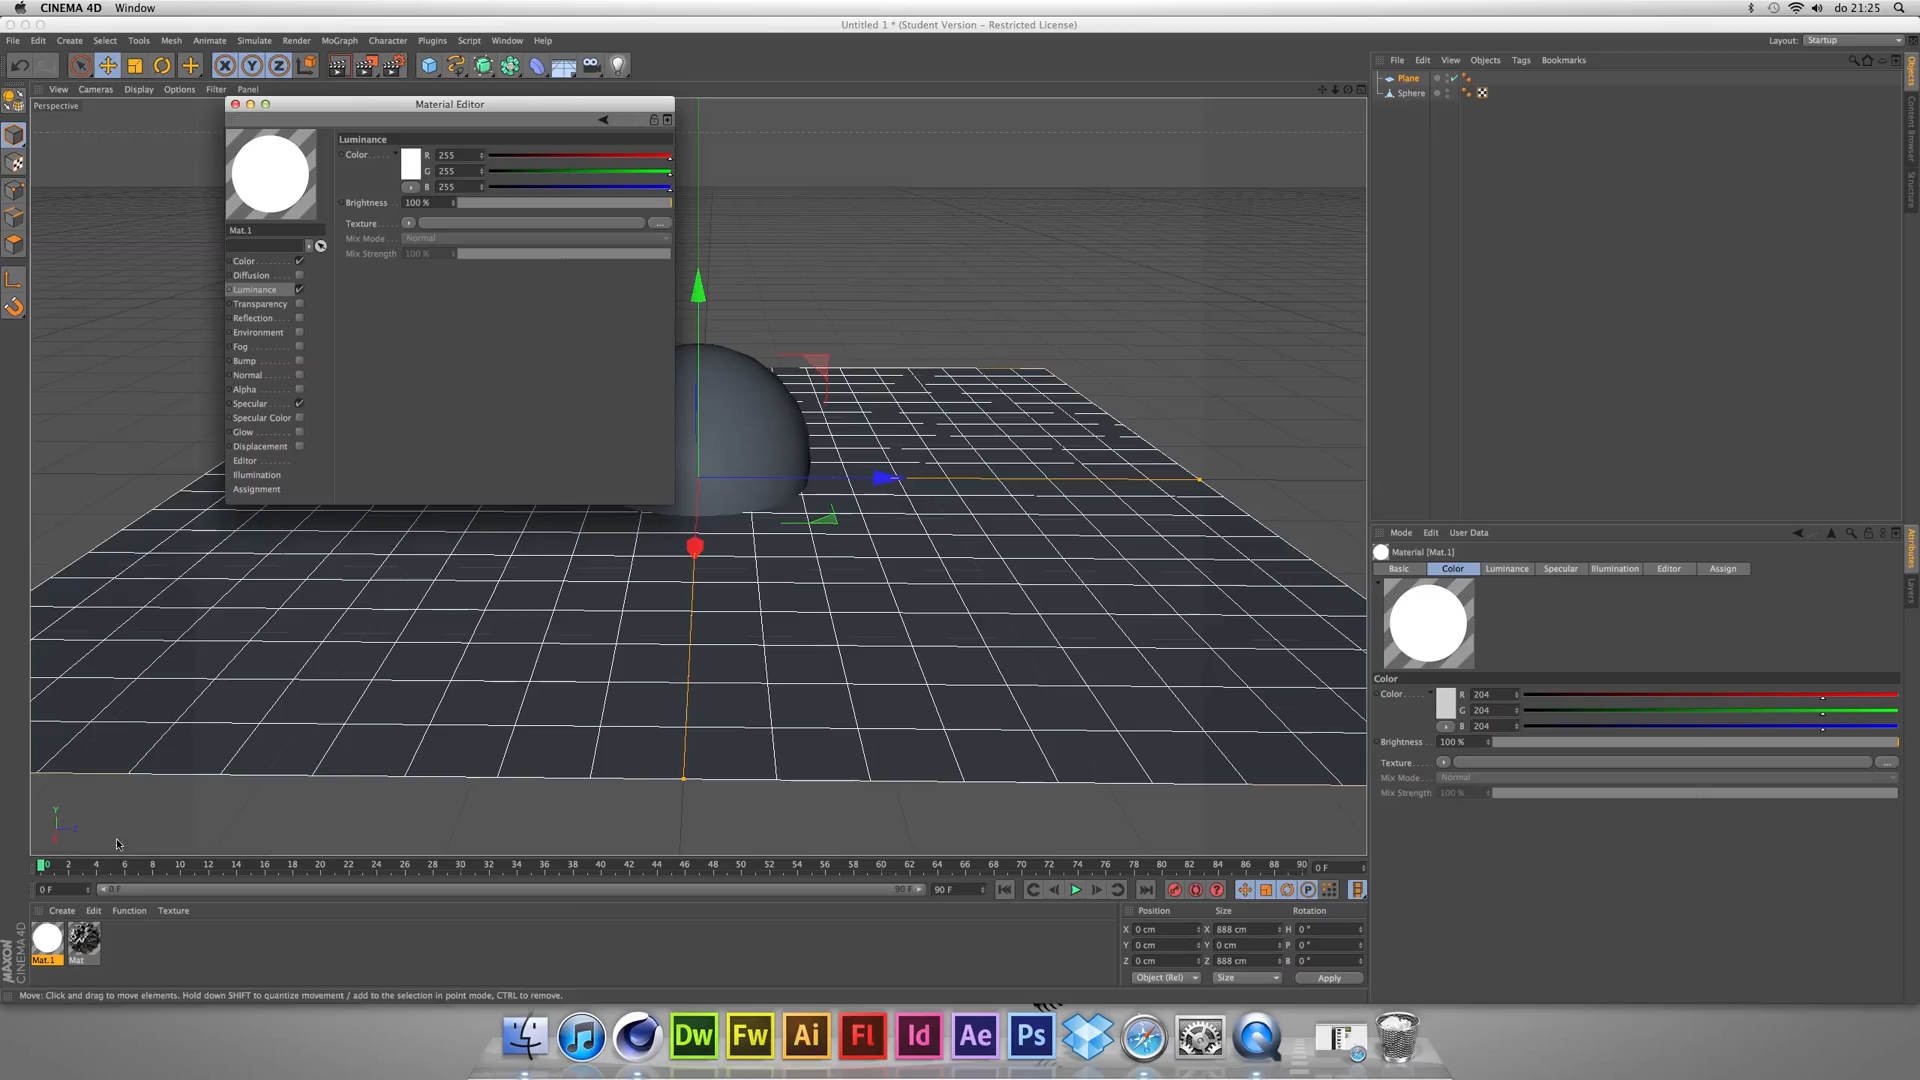 CINEMA 4D Window do 21:25
Untitled 1 * (Student Version - Restricted License)
File Edit Create Select Tools Mesh Animate Simulate Render MoGraph Character Plugins Script Window Help
Layout: Startup
X Y Z
View Cameras Display Options Filter Panel
Perspective
Material Editor
Luminance
Color R 255
G 255
B 255
Brightness 100 %
Texture ...
Mix Mode Normal
Mix Strength 100 %
Mat.1
Color
Diffusion
Luminance
Transparency
Reflection
Environment
Fog
Bump
Normal
Alpha
Specular
Specular Color
Glow
Displacement
Editor
Illumination
Assignment
File Edit View Objects Tags Bookmarks
Plane
Sphere
Objects
Content Browser
Structure
Mode Edit User Data
Material [Mat.1]
Basic Color Luminance Specular Illumination Editor Assign
Color
Color R 204
G 204
B 204
Brightness 100 %
Texture ...
Mix Mode Normal
Mix Strength 100 %
Attributes
Layers
Y
Z
0 2 4 6 8 10 12 14 16 18 20 22 24 26 28 30 32 34 36 38 40 42 44 46 48 50 52 54 56 58 60 62 64 66 68 70 72 74 76 78 80 82 84 86 88 90 0 F
0 F 0 F 90 F 90 F
Create Edit Function Texture
Mat.1 Mat
Position Size Rotation
X 0 cm X 888 cm H 0 °
Y 0 cm Y 0 cm P 0 °
Z 0 cm Z 888 cm B 0 °
Object (Rel) Size Apply
MAXON
CINEMA 4D
Move: Click and drag to move elements. Hold down SHIFT to quantize movement / add to the selection in point mode, CTRL to remove.
Dw Fw Ai Fl Id Ae Ps